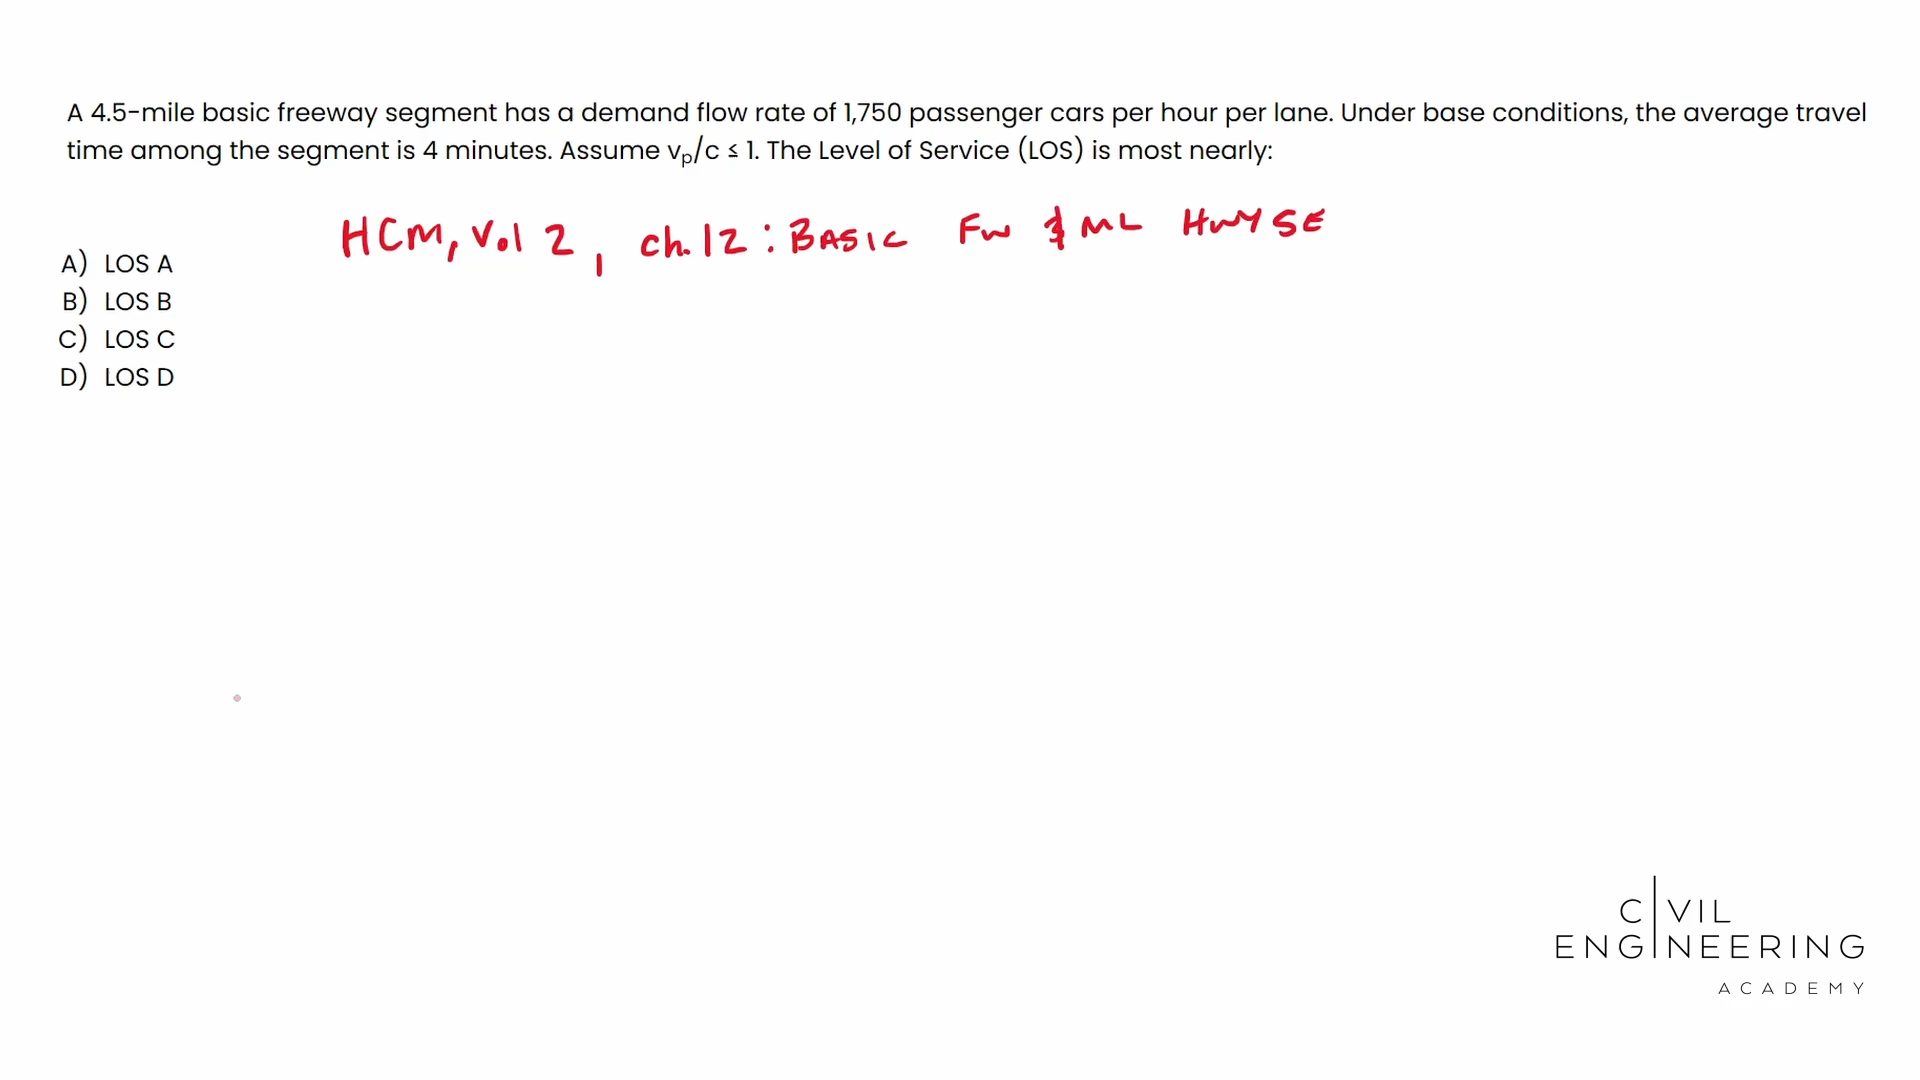 A 4.5-mile basic freeway segment has a demand flow rate of 1,750 passenger cars per hour per lane. Under base conditions, the average travel
time among the segment is 4 minutes. Assume vp/c ≤ 1. The Level of Service (LOS) is most nearly:
HCM, Vol 2, ch. 12 : BASIC FW & ML HWY SE
A) LOS A
B) LOS B
C) LOS C
D) LOS D
CIVIL
ENGINEERING
ACADEMY